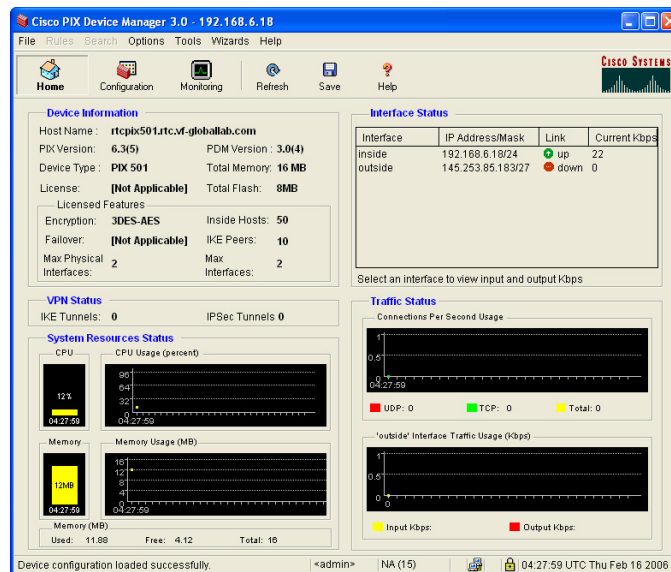 Cisco PIX Device Manager 3.0 - 192.168.6.18
File Rules Search Options Tools Wizards Help
Home Configuration Monitoring Refresh Save Help
CISCO SYSTEMS
Device Information
Host Name : rtcpix501.rtc.vf-globallab.com
PIX Version: 6.3(5) PDM Version : 3.0(4)
Device Type : PIX 501 Total Memory: 16 MB
License: [Not Applicable] Total Flash: 8MB
Licensed Features
Encryption: 3DES-AES Inside Hosts: 50
Failover: [Not Applicable] IKE Peers: 10
Max Physical Interfaces: 2 Max Interfaces: 2
Interface Status
Interface IP Address/Mask Link Current Kbps
inside 192.168.6.18/24 up 22
outside 145.253.85.183/27 down 0
Select an interface to view input and output Kbps
VPN Status
IKE Tunnels: 0 IPSec Tunnels 0
System Resources Status
CPU
12%
04:27:59
CPU Usage (percent)
96
64
32
0
04:27:59
Memory
12MB
04:27:59
Memory Usage (MB)
16
12
8
4
0
04:27:59
Memory (MB)
Used: 11.88 Free: 4.12 Total: 16
Traffic Status
Connections Per Second Usage
1
0.5
0
04:27:59
UDP: 0 TCP: 0 Total: 0
'outside' Interface Traffic Usage (Kbps)
1
0.5
0
0
Input Kbps: Output Kbps:
Device configuration loaded successfully. <admin> NA (15) 04:27:59 UTC Thu Feb 16 2006